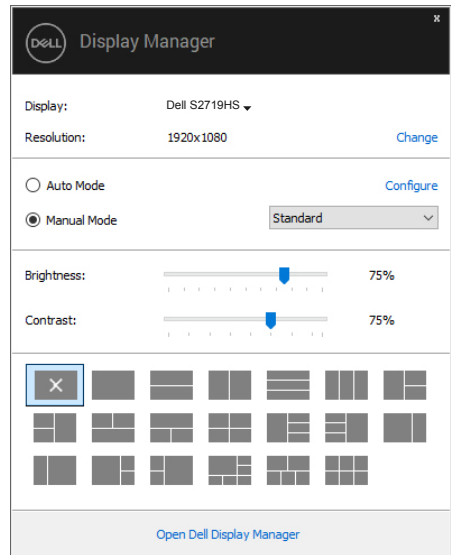 x
DELL Display Manager
Display: Dell S2719HS
Resolution: 1920x1080 Change
Auto Mode Configure
Manual Mode Standard
Brightness: 75%
Contrast: 75%
Open Dell Display Manager